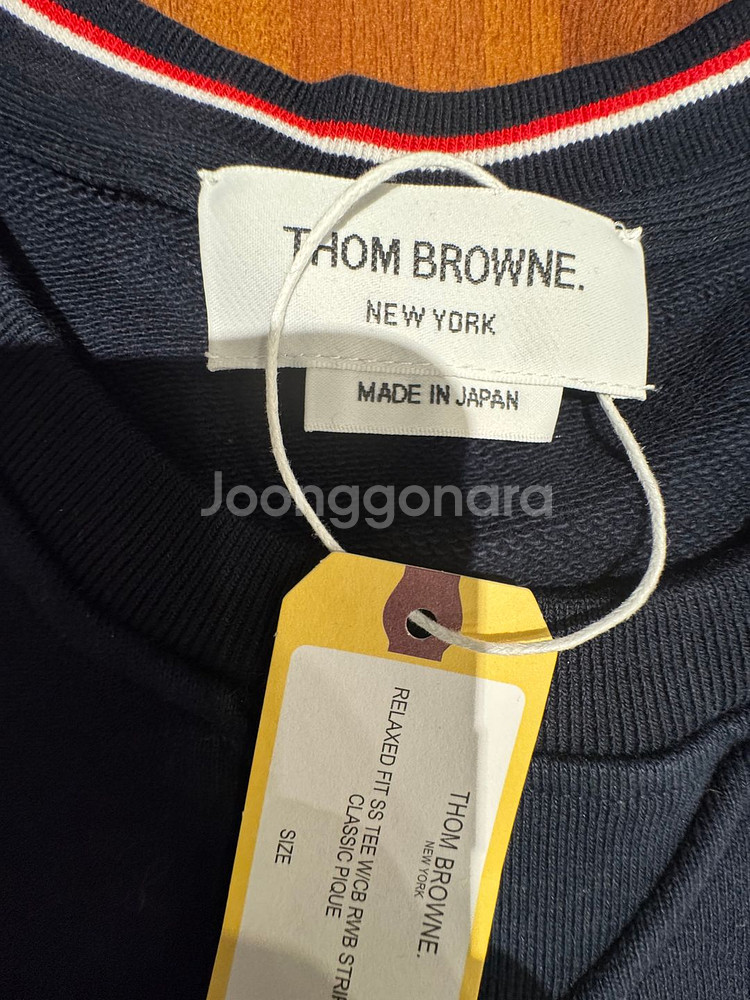 THOM BROWNE.
NEW YORK
MADE IN JAPAN
Joonggonara
THOM BROWNE.
NEW YORK
RELAXED FIT SS TEE W/CB RWB
CLASSIC PIQUE
SIZE